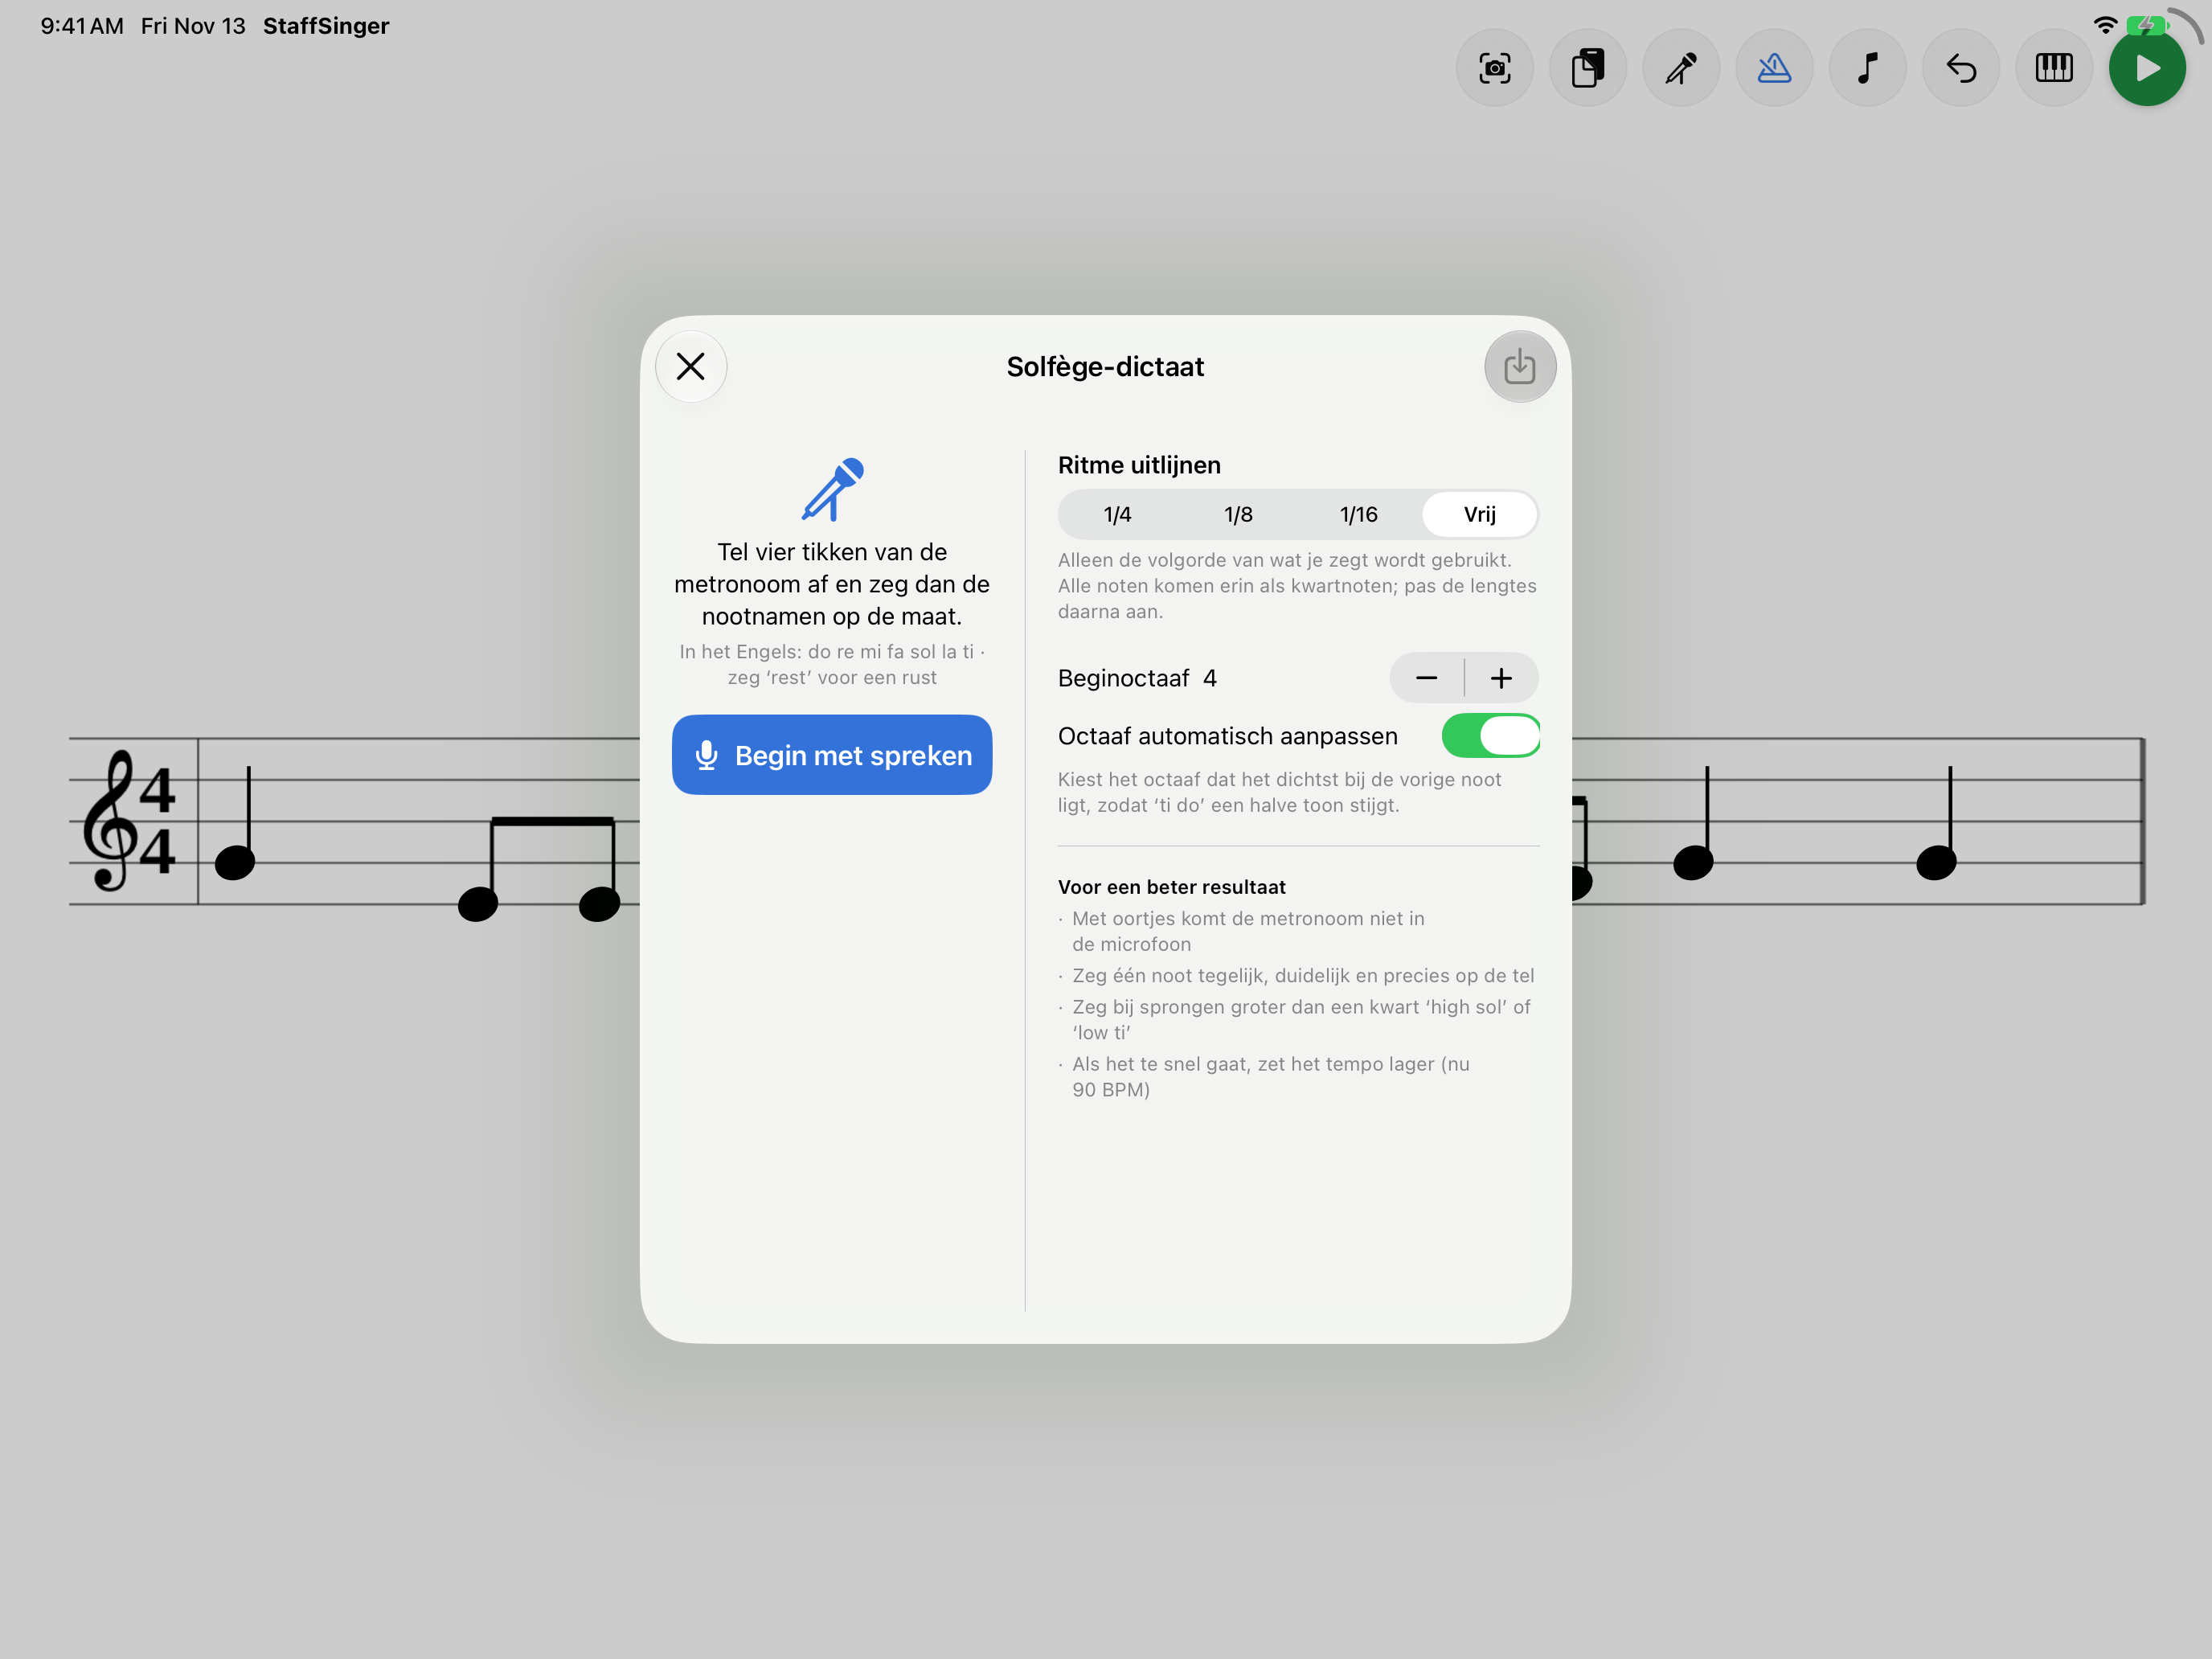 9:41 AM Fri Nov 13 StaffSinger
Solfège-dictaat
Tel vier tikken van de
metronoom af en zeg dan de
nootnamen op de maat.
In het Engels: do re mi fa sol la ti ·
zeg ‘rest’ voor een rust
Begin met spreken
Ritme uitlijnen
1/4 1/8 1/16 Vrij
Alleen de volgorde van wat je zegt wordt gebruikt.
Alle noten komen erin als kwartnoten; pas de lengtes
daarna aan.
Beginoctaaf 4
Octaaf automatisch aanpassen
Kiest het octaaf dat het dichtst bij de vorige noot
ligt, zodat ‘ti do’ een halve toon stijgt.
Voor een beter resultaat
· Met oortjes komt de metronoom niet in
de microfoon
· Zeg één noot tegelijk, duidelijk en precies op de tel
· Zeg bij sprongen groter dan een kwart ‘high sol’ of
‘low ti’
· Als het te snel gaat, zet het tempo lager (nu
90 BPM)
4
4